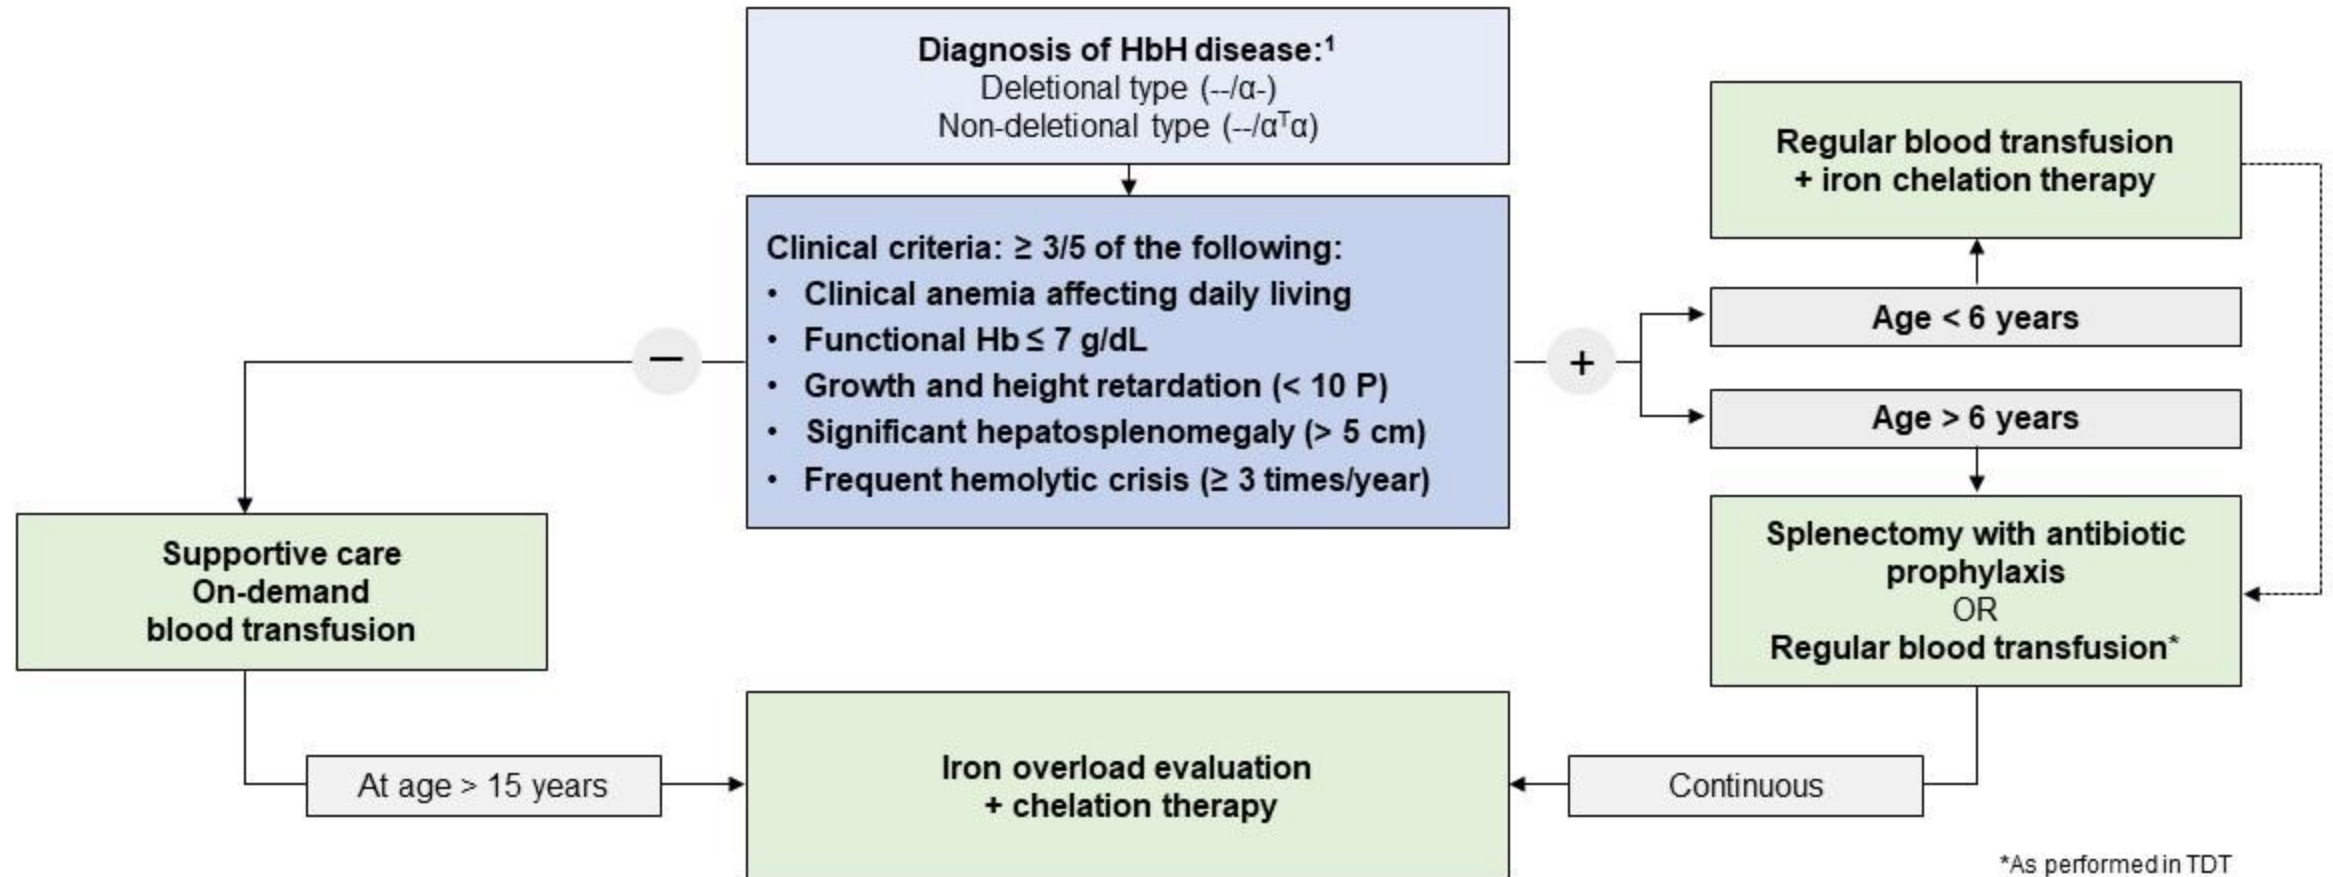 Diagnosis of HbH disease:¹
Deletional type (--/α-)
Non-deletional type (--/αᵀα)
Clinical criteria: ≥ 3/5 of the following:
• Clinical anemia affecting daily living
• Functional Hb ≤ 7 g/dL
• Growth and height retardation (< 10 P)
• Significant hepatosplenomegaly (> 5 cm)
• Frequent hemolytic crisis (≥ 3 times/year)
—
+
Regular blood transfusion
+ iron chelation therapy
Age < 6 years
Age > 6 years
Splenectomy with antibiotic
prophylaxis
OR
Regular blood transfusion*
Supportive care
On-demand
blood transfusion
At age > 15 years
Iron overload evaluation
+ chelation therapy
Continuous
*As performed in TDT